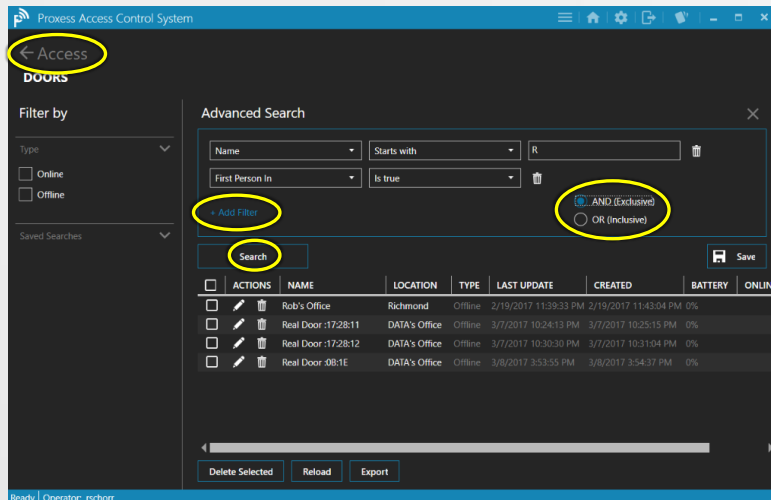 Proxess Access Control System
Access
DOORS
Filter by
Type
Online
Offline
Saved Searches
Advanced Search
Name Starts with R
First Person In Is true
+ Add Filter
AND (Exclusive)
OR (Inclusive)
Search Save
ACTIONS NAME LOCATION TYPE LAST UPDATE CREATED BATTERY ONLIN
Rob's Office Richmond Offline 2/19/2017 11:39:33 PM 2/19/2017 11:43:04 PM 0%
Real Door :17:28:11 DATA's Office Offline 3/7/2017 10:24:13 PM 3/7/2017 10:25:15 PM 0%
Real Door :17:28:12 DATA's Office Offline 3/7/2017 10:30:30 PM 3/7/2017 10:31:04 PM 0%
Real Door :08:1E DATA's Office Offline 3/8/2017 3:53:55 PM 3/8/2017 3:54:37 PM 0%
Delete Selected Reload Export
Ready Operator: rschorr